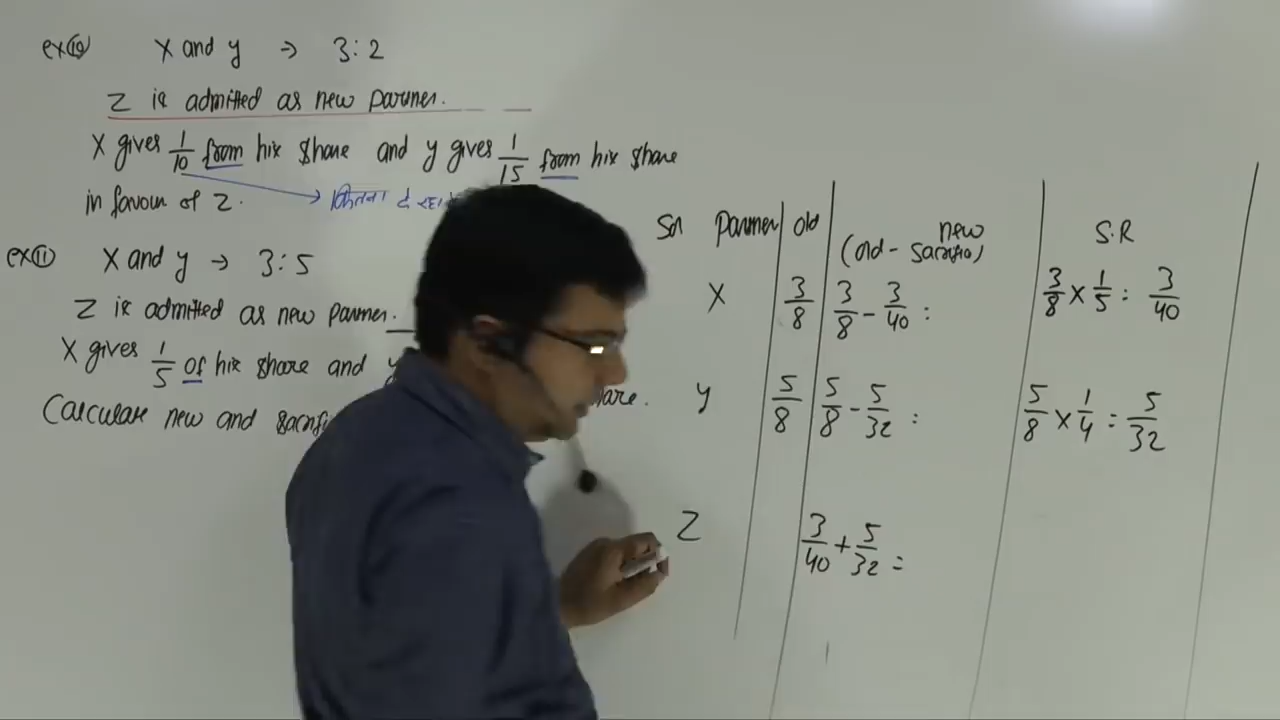 ex⑩ X and y → 3:2
Z is admitted as new Partner.
X gives 1/10 from his share and y gives 1/15 from his share
in favour of Z.
कितना दे रहा
ex⑪ X and y → 3:5
Z is admitted as new Partner.
X gives 1/5 of his share and
Calculate new and
Sol Partner old new (old - Sacrifice) S.R
X 3/8 3/8 - 3/40 : 3/8 × 1/5 : 3/40
y 5/8 5/8 - 5/32 : 5/8 × 1/4 = 5/32
Z 3/40 + 5/32 =